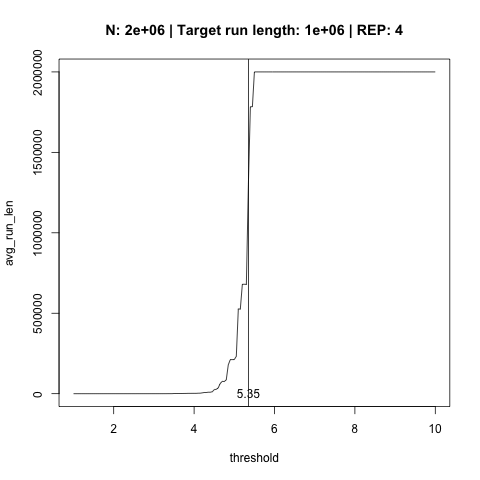 N: 2e+06 | Target run length: 1e+06 | REP: 4
2000000
1500000
1000000
500000
0
avg_run_len
5.35
2 4 6 8 10
threshold